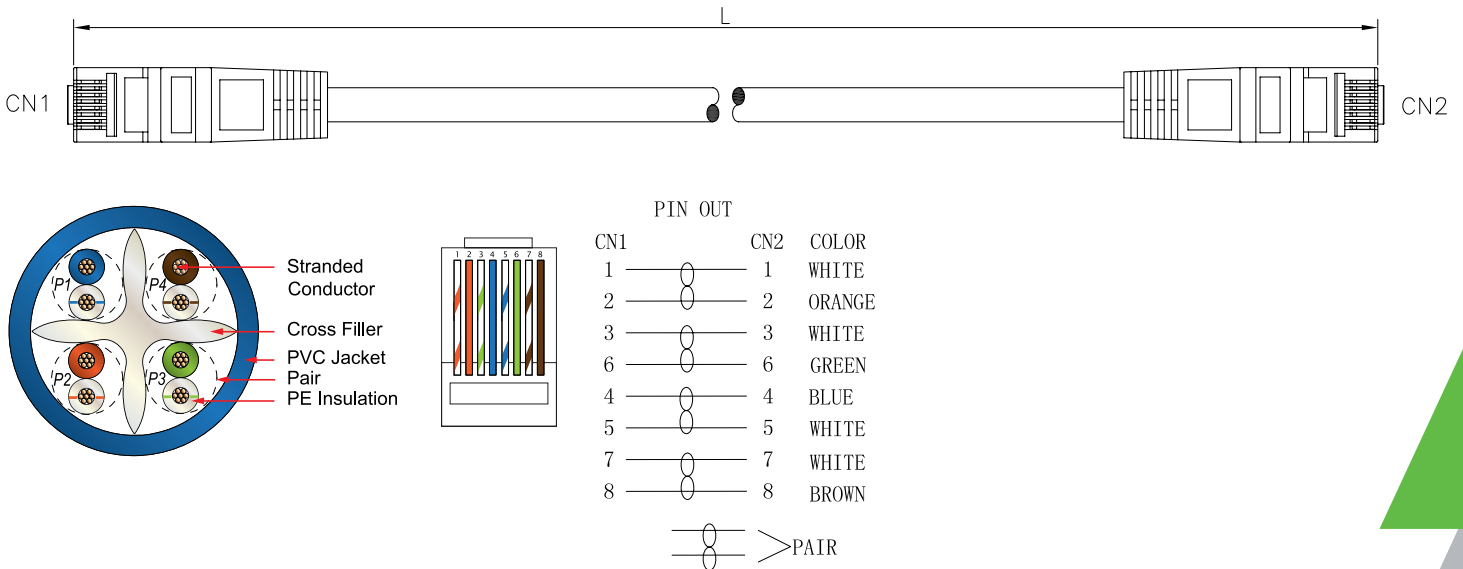 L
CN1
CN2
P1
P4
P2
P3
Stranded
Conductor
Cross Filler
PVC Jacket
Pair
PE Insulation
1 2 3 4 5 6 7 8
PIN OUT
CN1 CN2 COLOR
1 1 WHITE
2 2 ORANGE
3 3 WHITE
6 6 GREEN
4 4 BLUE
5 5 WHITE
7 7 WHITE
8 8 BROWN
PAIR